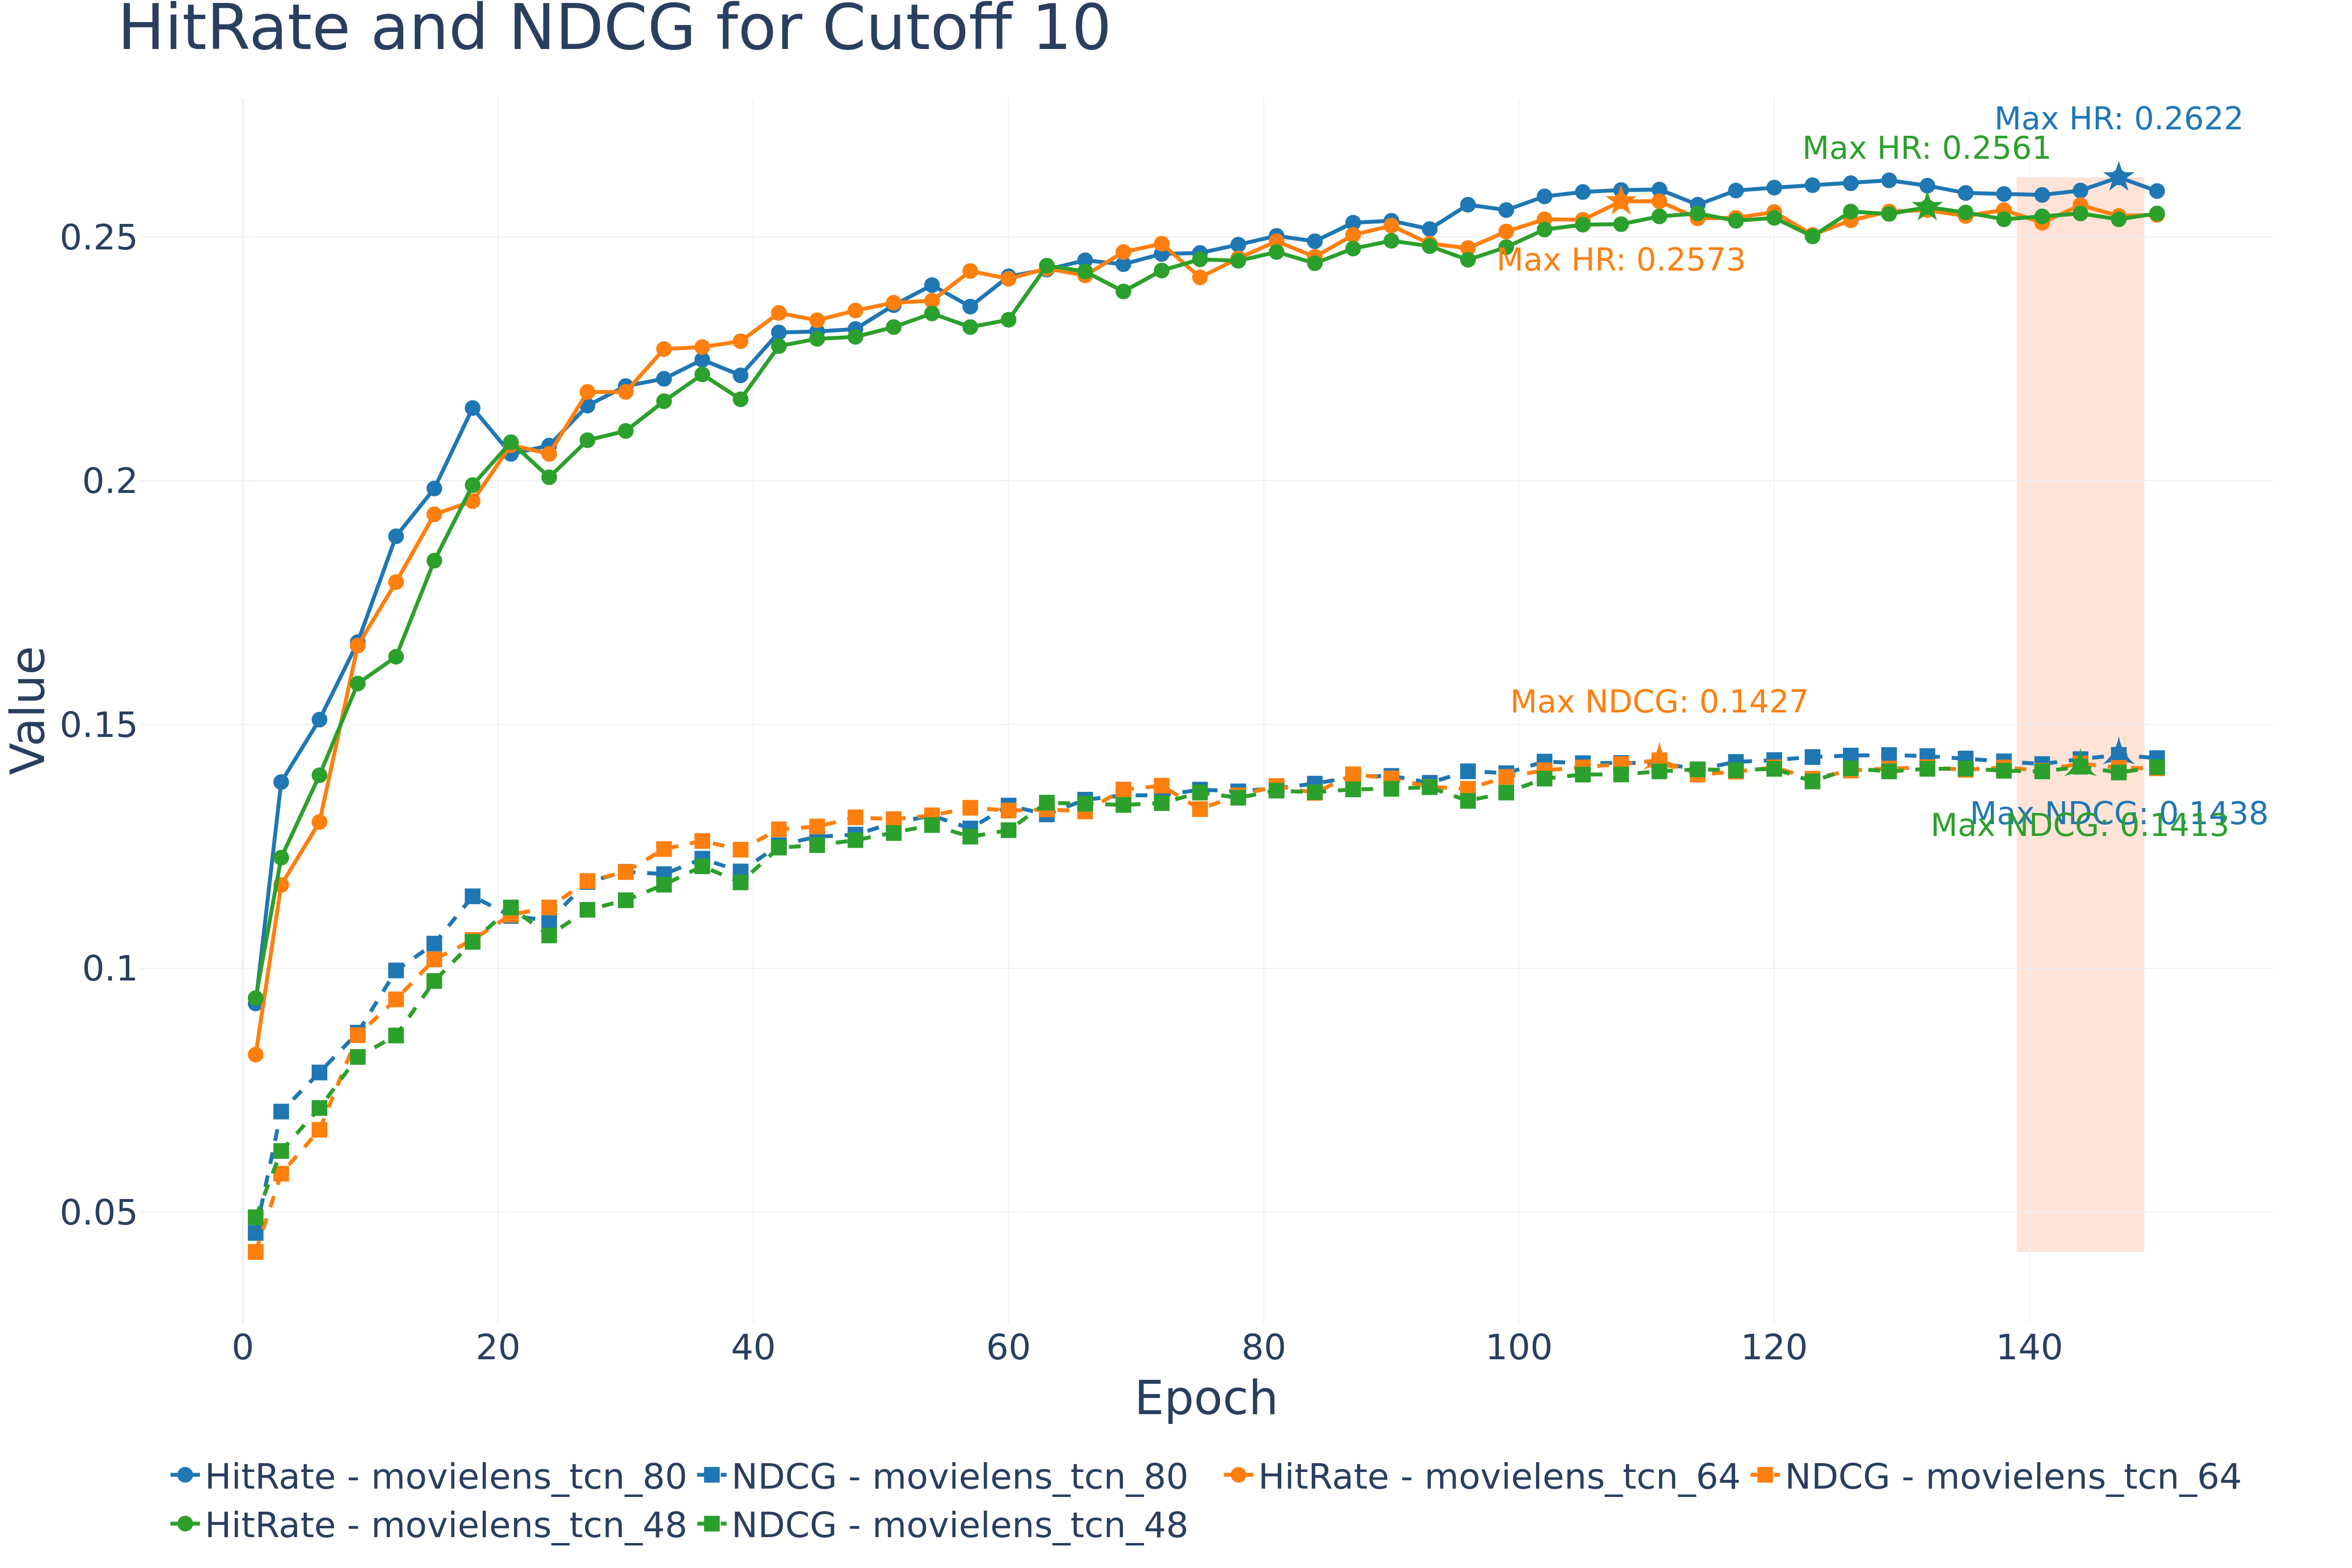 HitRate and NDCG for Cutoff 10
Max HR: 0.2622
Max HR: 0.2561
Max HR: 0.2573
Max NDCG: 0.1427
Max NDCG: 0.1438
Max NDCG: 0.1413
Value
0.25
0.2
0.15
0.1
0.05
0 20 40 60 80 100 120 140
Epoch
HitRate - movielens_tcn_80 NDCG - movielens_tcn_80 HitRate - movielens_tcn_64 NDCG - movielens_tcn_64
HitRate - movielens_tcn_48 NDCG - movielens_tcn_48